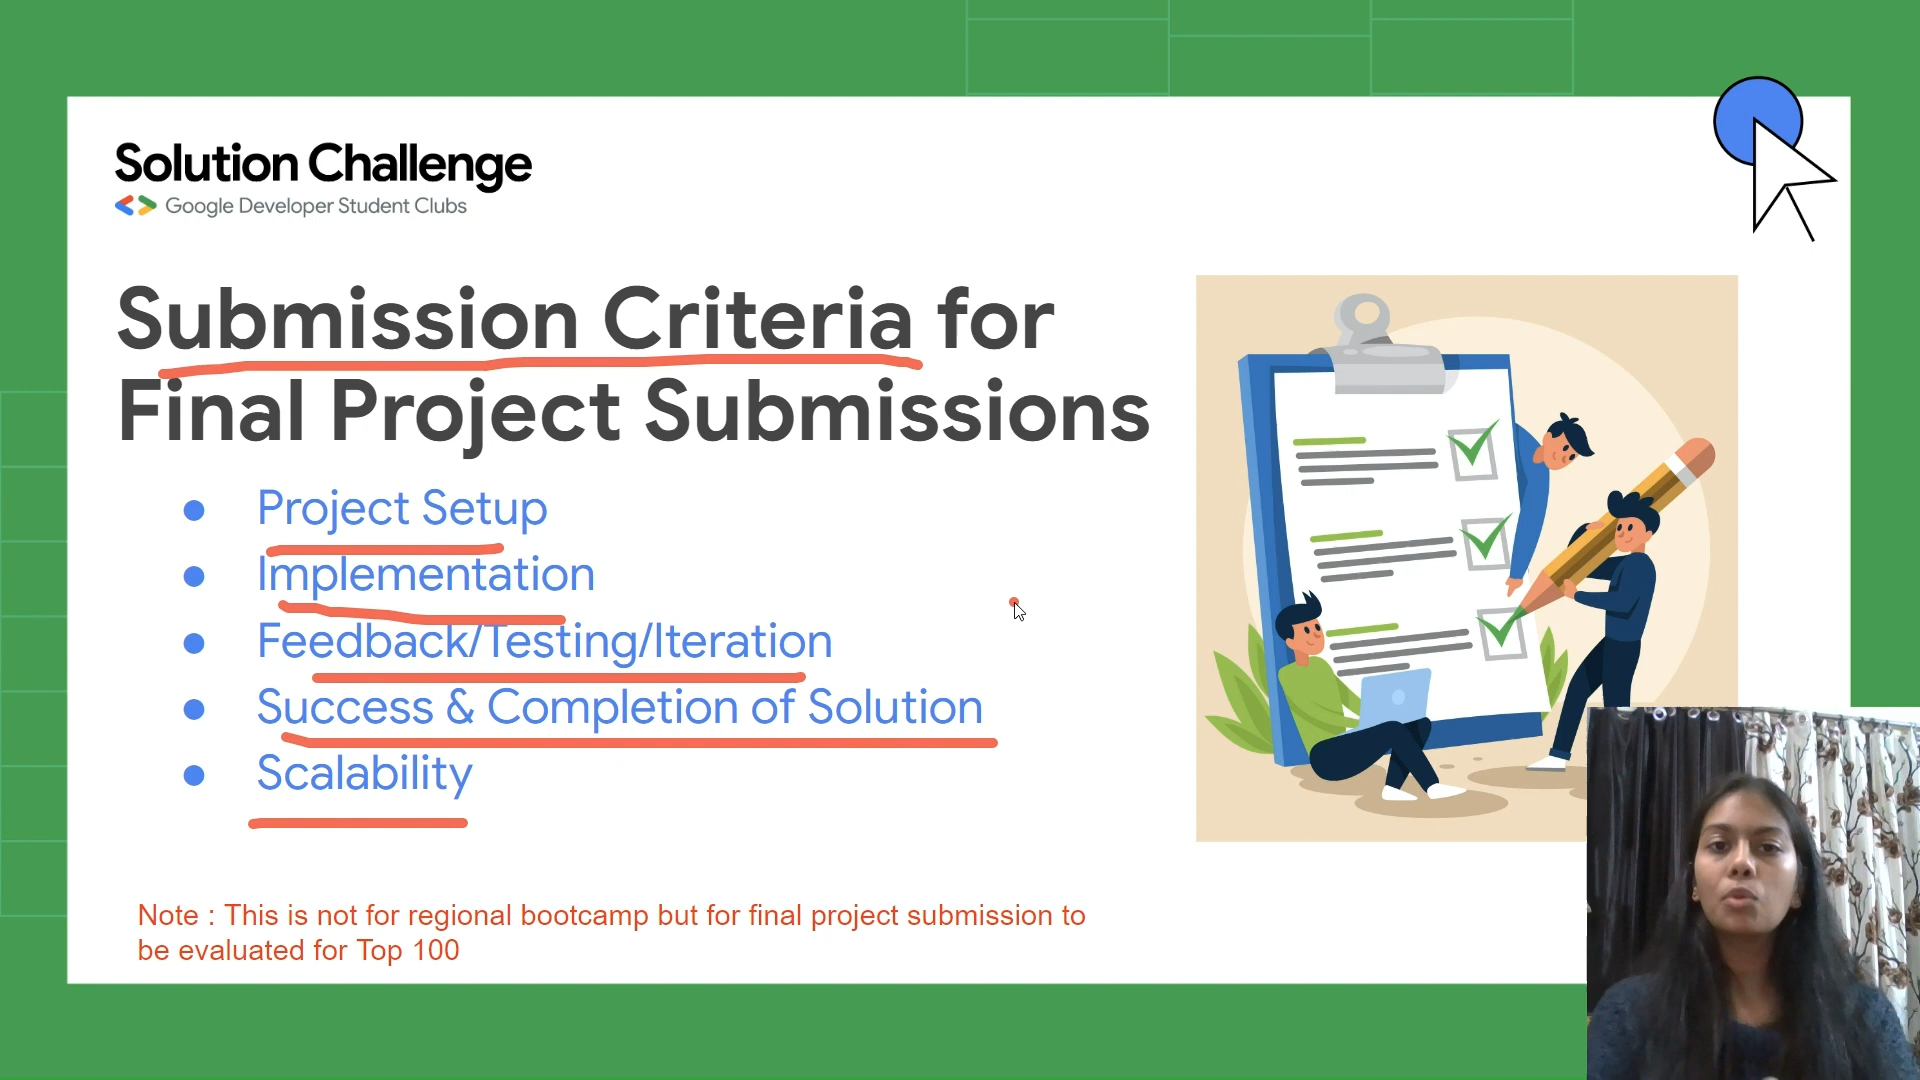 Solution Challenge
Google Developer Student Clubs
Submission Criteria for
Final Project Submissions
● Project Setup
● Implementation
● Feedback/Testing/Iteration
● Success & Completion of Solution
● Scalability
Note : This is not for regional bootcamp but for final project submission to
be evaluated for Top 100